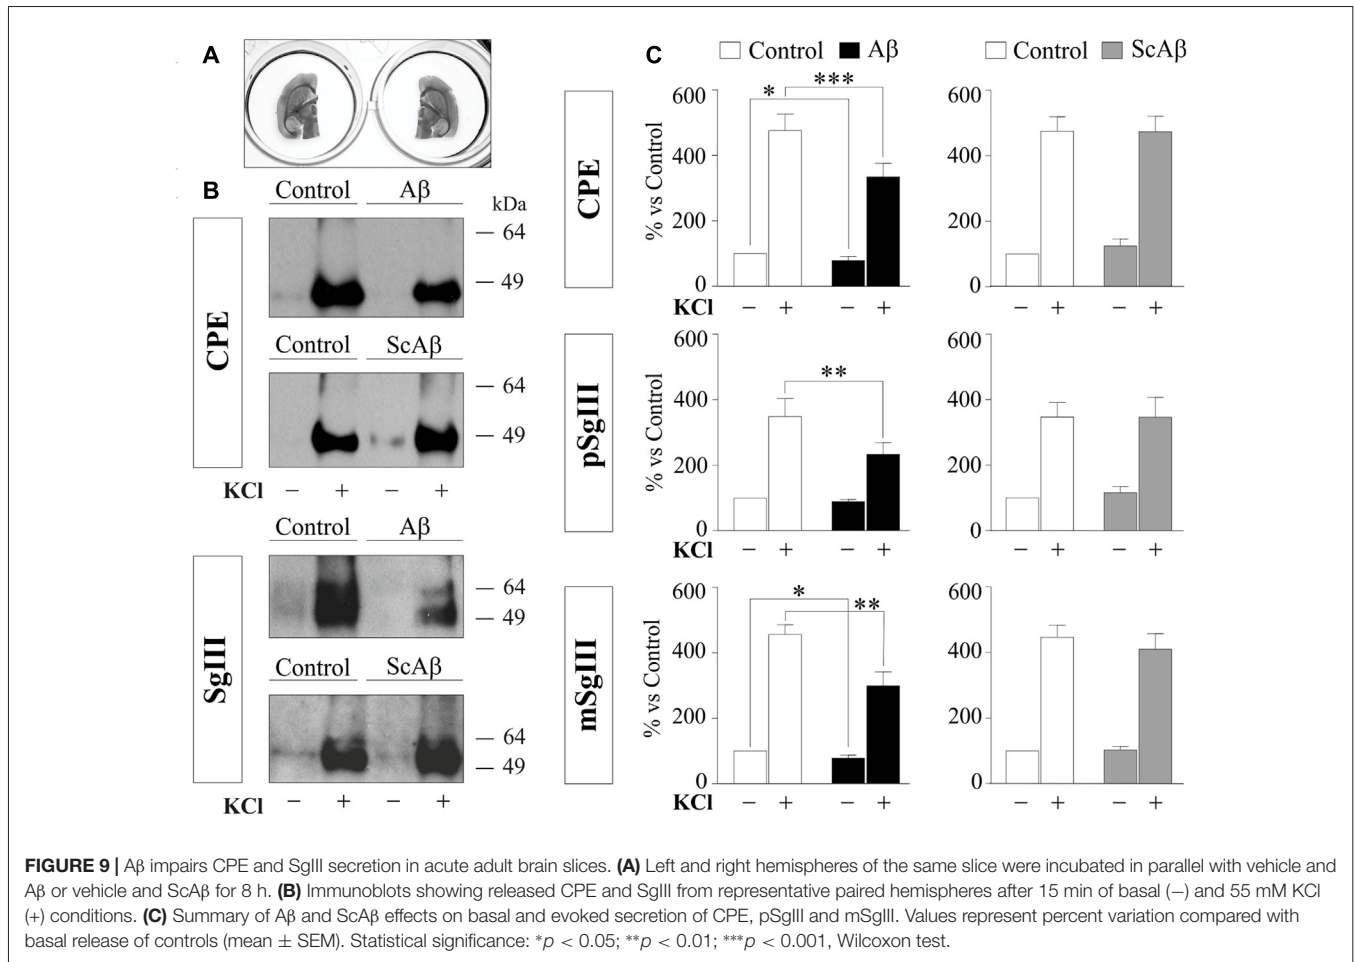 A
B
Control Aβ
kDa
— 64
— 49
Control ScAβ
— 64
— 49
CPE
KCl − + − +
Control Aβ
— 64
— 49
Control ScAβ
— 64
— 49
SgIII
KCl − + − +
C
Control Aβ
Control ScAβ
CPE
% vs Control
600
400
200
0
* ***
KCl − + − +
600
400
200
0
− + − +
pSgIII
% vs Control
600
400
200
0
**
KCl − + − +
600
400
200
0
− + − +
mSgIII
% vs Control
600
400
200
0
* **
KCl − + − +
600
400
200
0
− + − +
FIGURE 9 | Aβ impairs CPE and SgIII secretion in acute adult brain slices. (A) Left and right hemispheres of the same slice were incubated in parallel with vehicle and
Aβ or vehicle and ScAβ for 8 h. (B) Immunoblots showing released CPE and SgIII from representative paired hemispheres after 15 min of basal (−) and 55 mM KCl
(+) conditions. (C) Summary of Aβ and ScAβ effects on basal and evoked secretion of CPE, pSgIII and mSgIII. Values represent percent variation compared with
basal release of controls (mean ± SEM). Statistical significance: *p < 0.05; **p < 0.01; ***p < 0.001, Wilcoxon test.